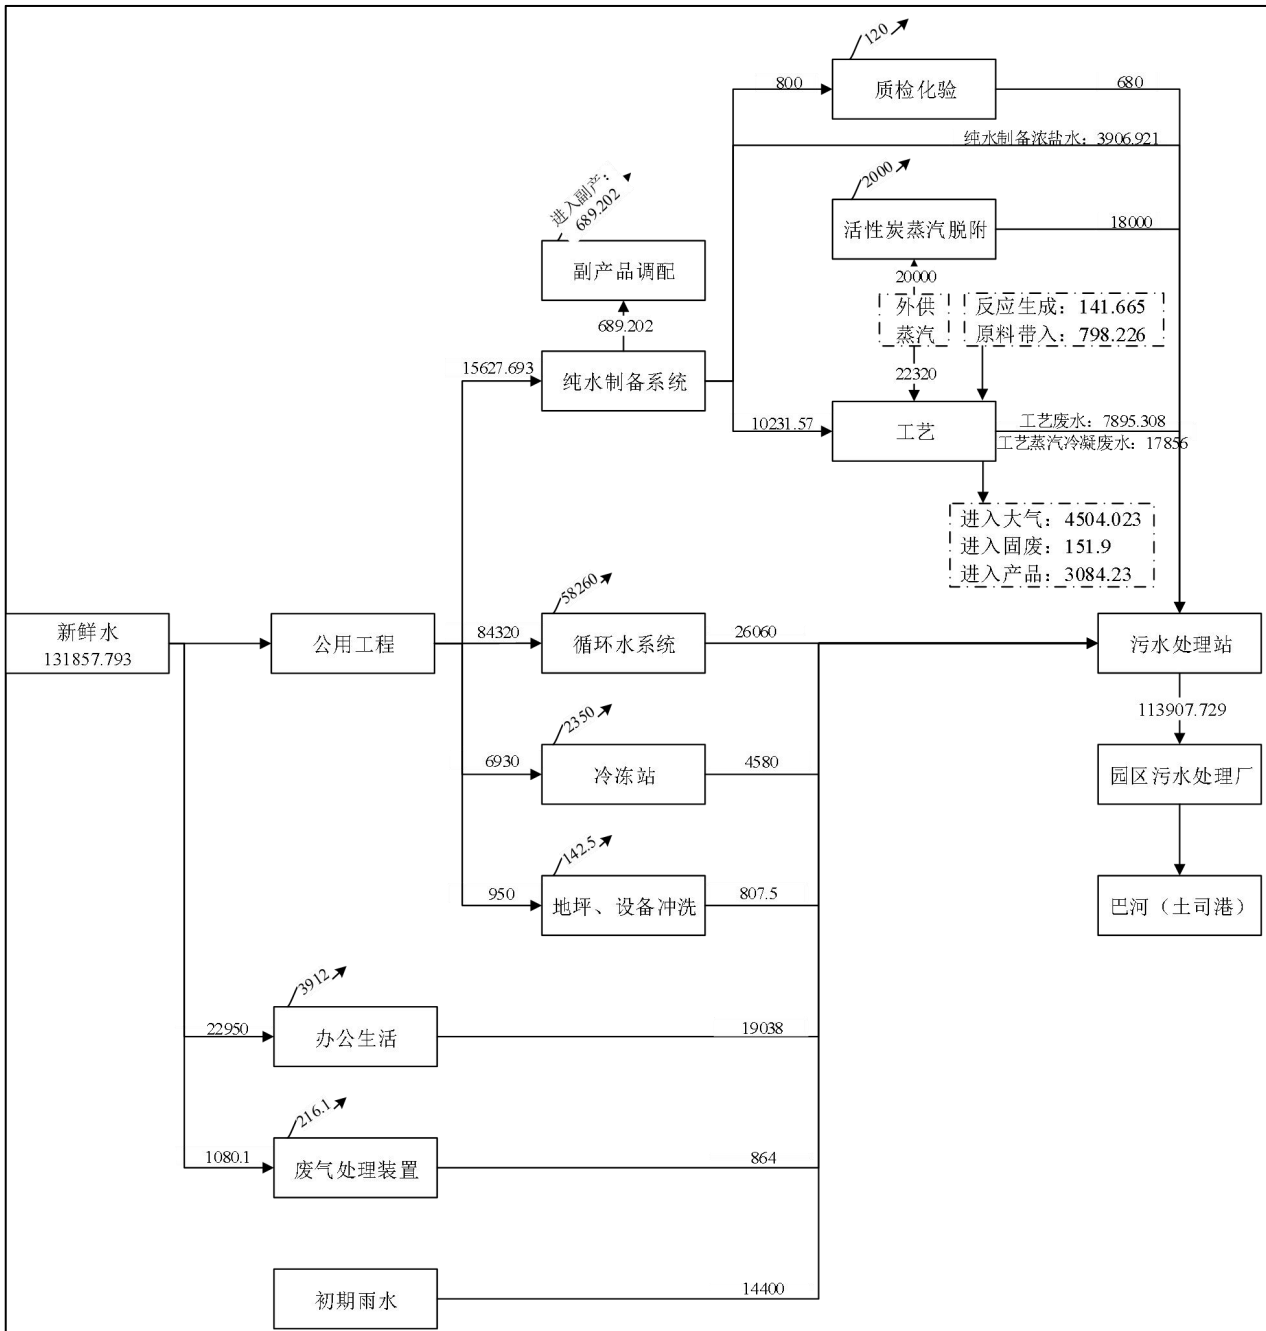 120
800
质检化验
680
纯水制备浓盐水：3906.921
进入副产：
689.202
2000
活性炭蒸汽脱附
18000
副产品调配
20000
外供
蒸汽
反应生成：141.665
原料带入：798.226
689.202
15627.693
纯水制备系统
22320
10231.57
工艺
工艺废水：7895.308
工艺蒸汽冷凝废水：17856
进入大气：4504.023
进入固废：151.9
进入产品：3084.23
58260
新鲜水
131857.793
公用工程
84320
循环水系统
26060
污水处理站
113907.729
2350
6930
冷冻站
4580
园区污水处理厂
142.5
950
地坪、设备冲洗
807.5
巴河（土司港）
3912
22950
办公生活
19038
216.1
1080.1
废气处理装置
864
初期雨水
14400